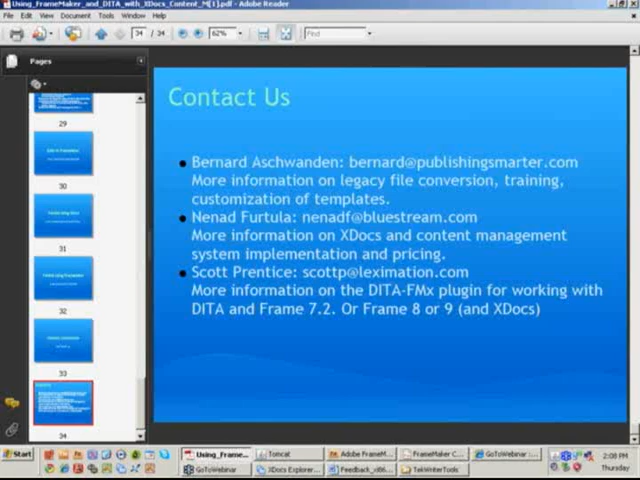 Using_FrameMaker_and_DITA_with_XDocs_Content_M[1].pdf - Adobe Reader
File Edit View Document Tools Window Help
34 / 34 62% Find
Pages
29
30
31
32
33
34
Contact Us
Bernard Aschwanden: bernard@publishingsmarter.com
More information on legacy file conversion, training,
customization of templates.
Nenad Furtula: nenadf@bluestream.com
More information on XDocs and content management
system implementation and pricing.
Scott Prentice: scottp@leximation.com
More information on the DITA-FMx plugin for working with
DITA and Frame 7.2. Or Frame 8 or 9 (and XDocs)
Start Using_Frame... Tomcat Adobe FrameM... FrameMaker C... GoToWebinar :... 2:08 PM
GoToWebinar XDocs Explorer... Feedback_x86... TekWriterTools Thursday